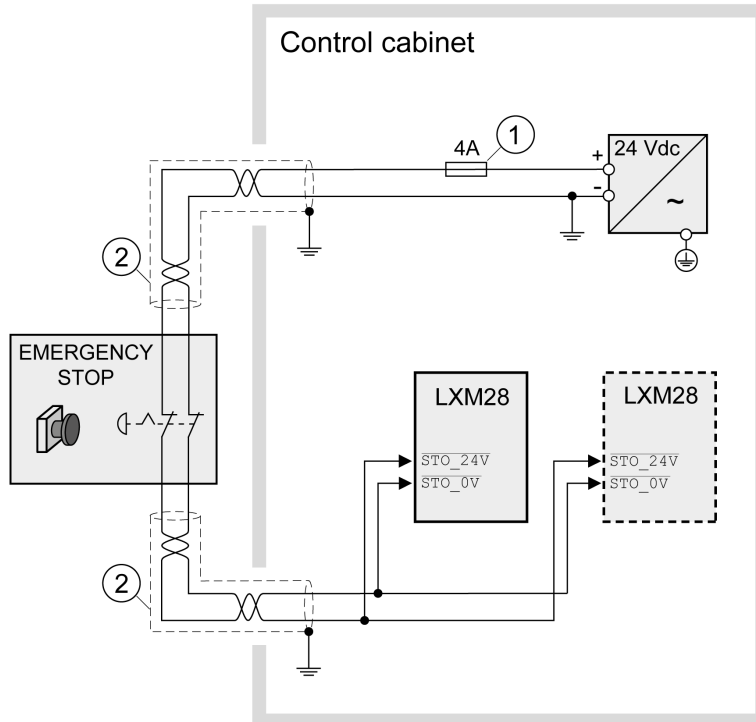 Control cabinet
4A
1
24 Vdc
+
-
~
2
EMERGENCY
STOP
LXM28
STO_24V
STO_0V
LXM28
STO_24V
STO_0V
2